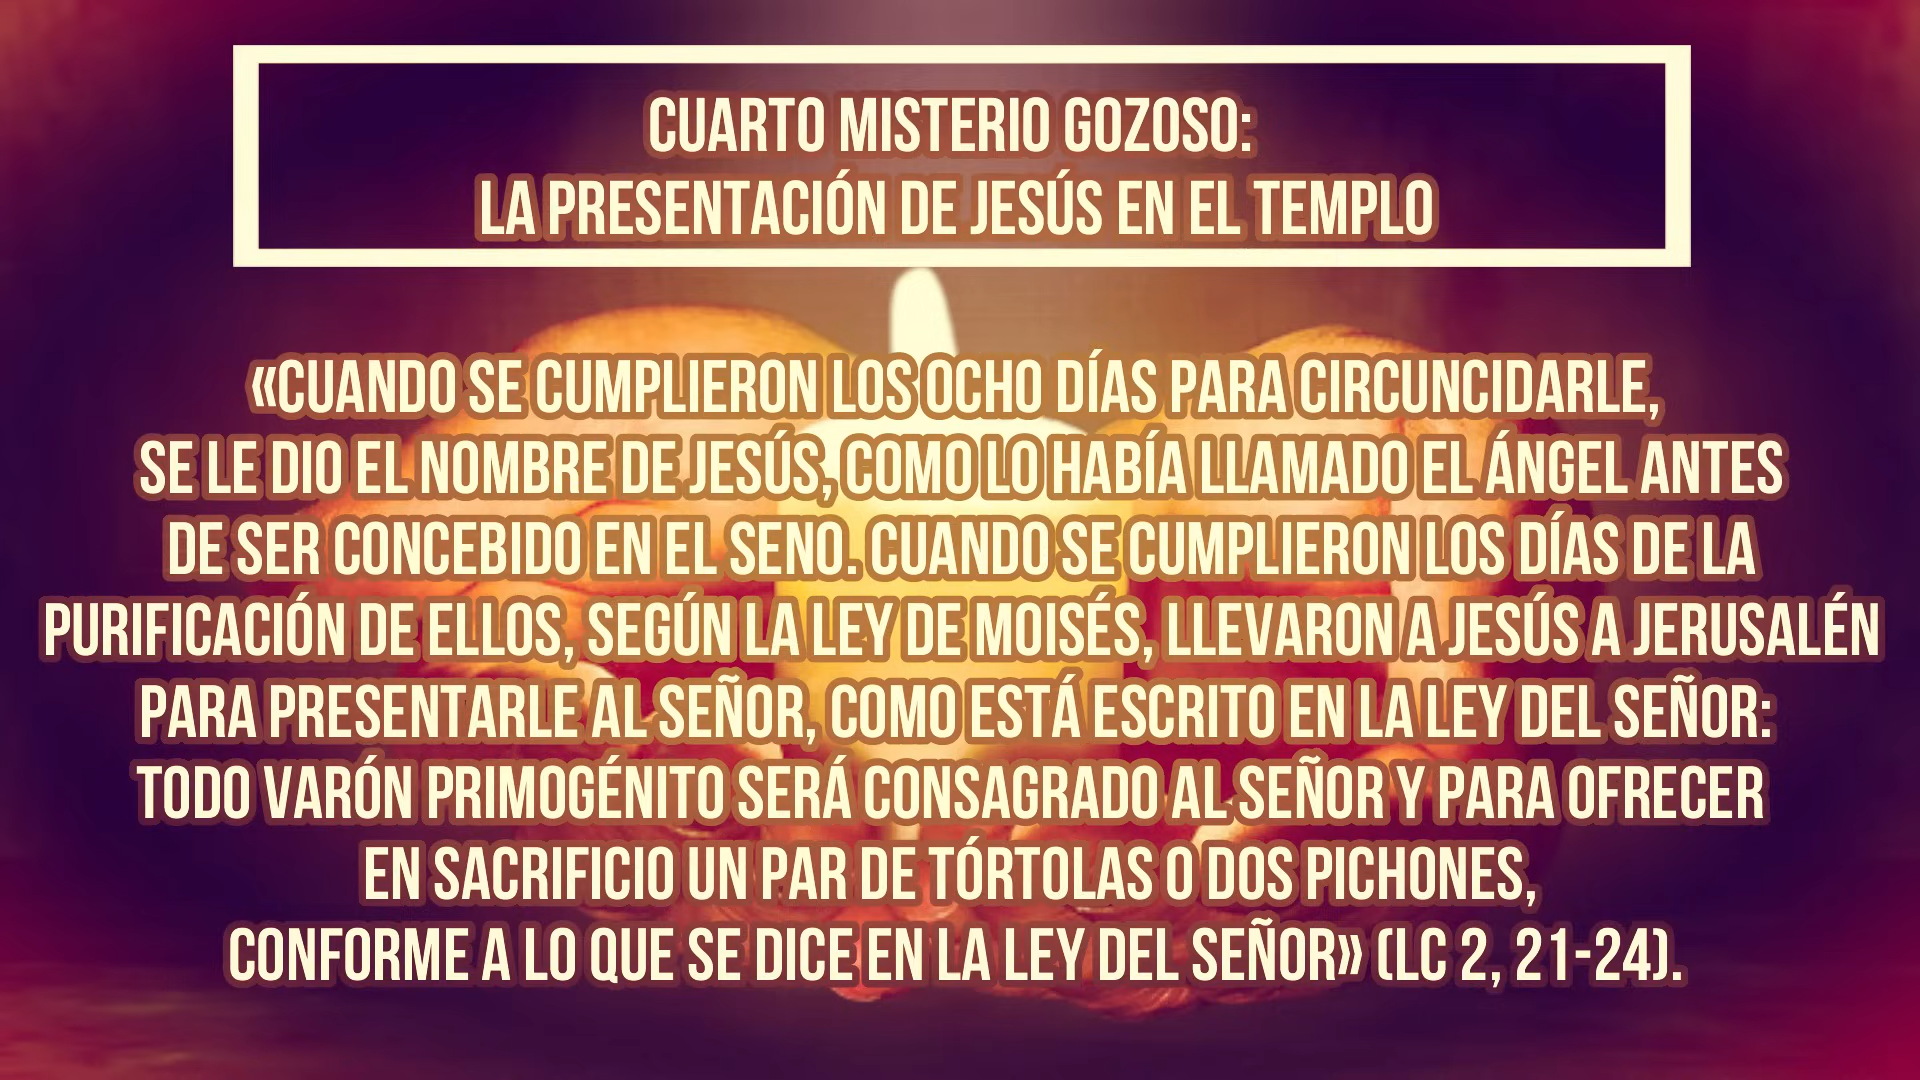 CUARTO MISTERIO GOZOSO:
LA PRESENTACIÓN DE JESÚS EN EL TEMPLO
«CUANDO SE CUMPLIERON LOS OCHO DÍAS PARA CIRCUNCIDARLE,
SE LE DIO EL NOMBRE DE JESÚS, COMO LO HABÍA LLAMADO EL ÁNGEL ANTES
DE SER CONCEBIDO EN EL SENO. CUANDO SE CUMPLIERON LOS DÍAS DE LA
PURIFICACIÓN DE ELLOS, SEGÚN LA LEY DE MOISÉS, LLEVARON A JESÚS A JERUSALÉN
PARA PRESENTARLE AL SEÑOR, COMO ESTÁ ESCRITO EN LA LEY DEL SEÑOR:
TODO VARÓN PRIMOGÉNITO SERÁ CONSAGRADO AL SEÑOR Y PARA OFRECER
EN SACRIFICIO UN PAR DE TÓRTOLAS O DOS PICHONES,
CONFORME A LO QUE SE DICE EN LA LEY DEL SEÑOR» (LC 2, 21-24).